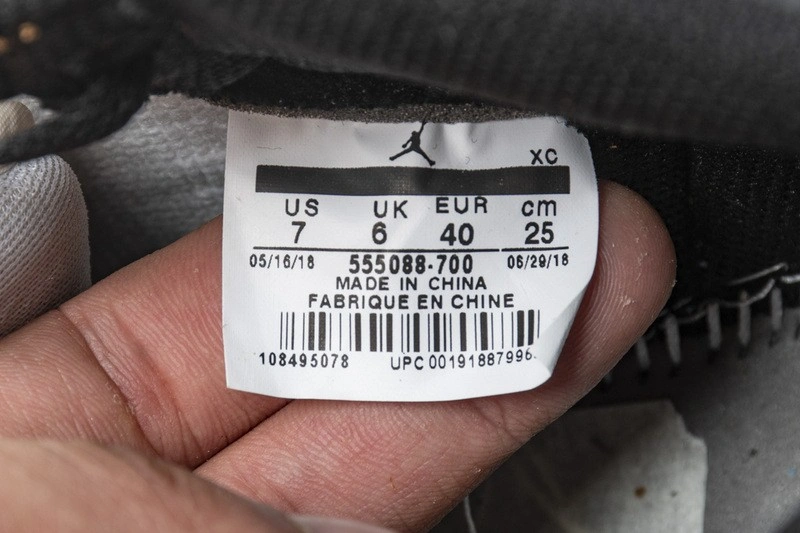 XC
US UK EUR cm
7 6 40 25
05/16/18 555088-700 06/29/18
MADE IN CHINA
FABRIQUE EN CHINE
108495078 UPC 00191887996